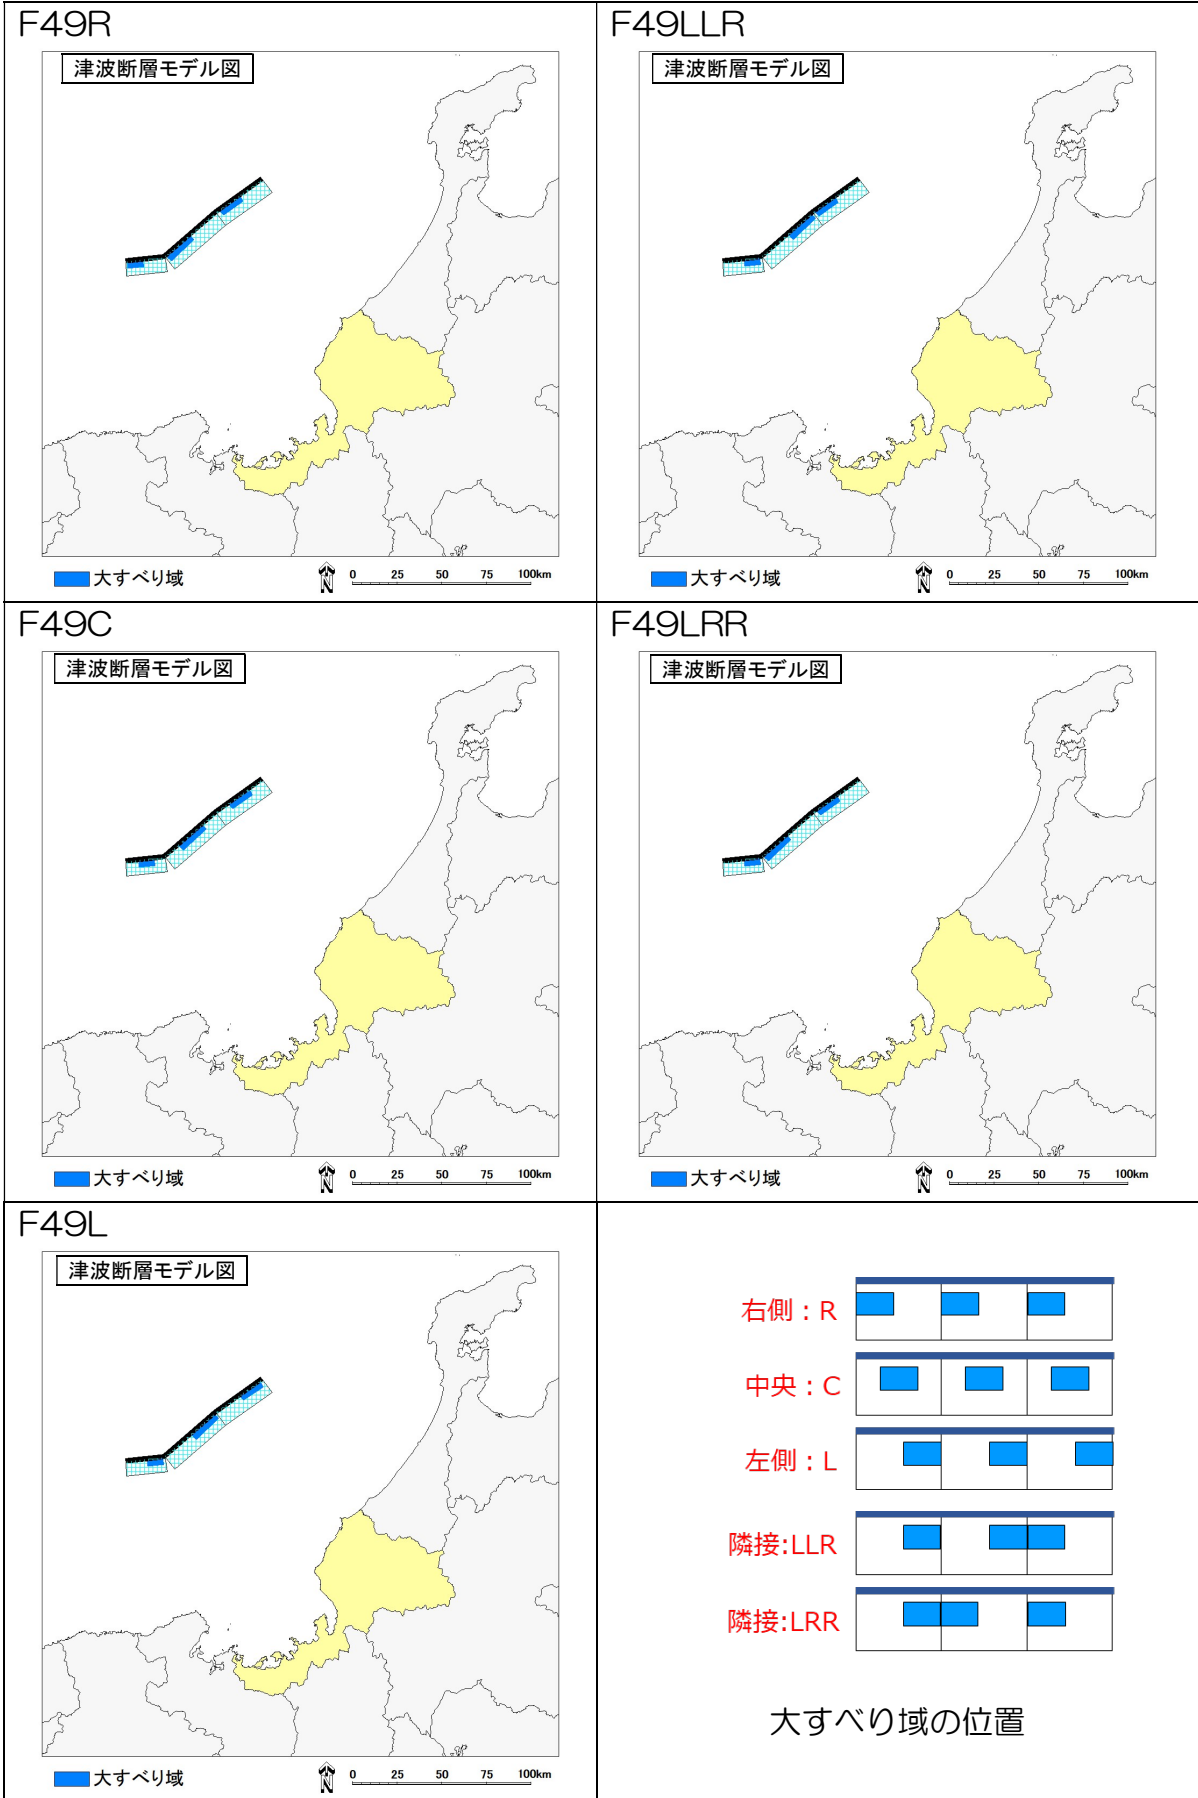 F49R
津波断層モデル図
大すべり域
N
0 25 50 75 100km
F49LLR
津波断層モデル図
大すべり域
N
0 25 50 75 100km
F49C
津波断層モデル図
大すべり域
N
0 25 50 75 100km
F49LRR
津波断層モデル図
大すべり域
N
0 25 50 75 100km
F49L
津波断層モデル図
大すべり域
N
0 25 50 75 100km
右側：R
中央：C
左側：L
隣接:LLR
隣接:LRR
大すべり域の位置